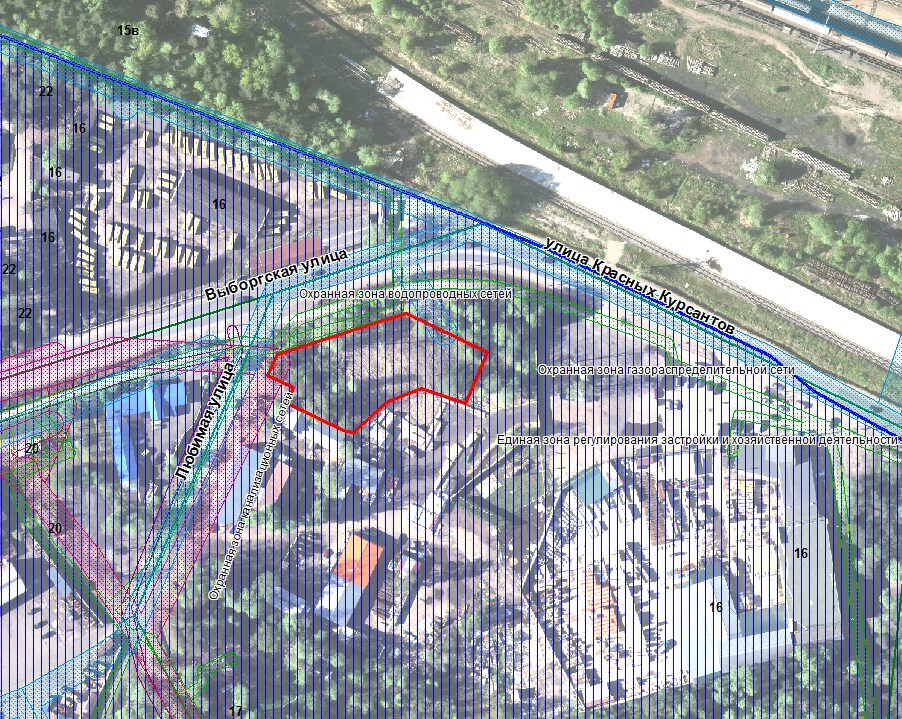 15в
22
16
16
16
16
22
22
Выборгская улица
улица Красных Курсантов
Охранная зона водопроводных сетей
Любимая улица
Охранная зона газораспределительной сети
Охранная зона канализационных сетей
Единая зона регулирования застройки и хозяйственной деятельности
20
20
16
16
17